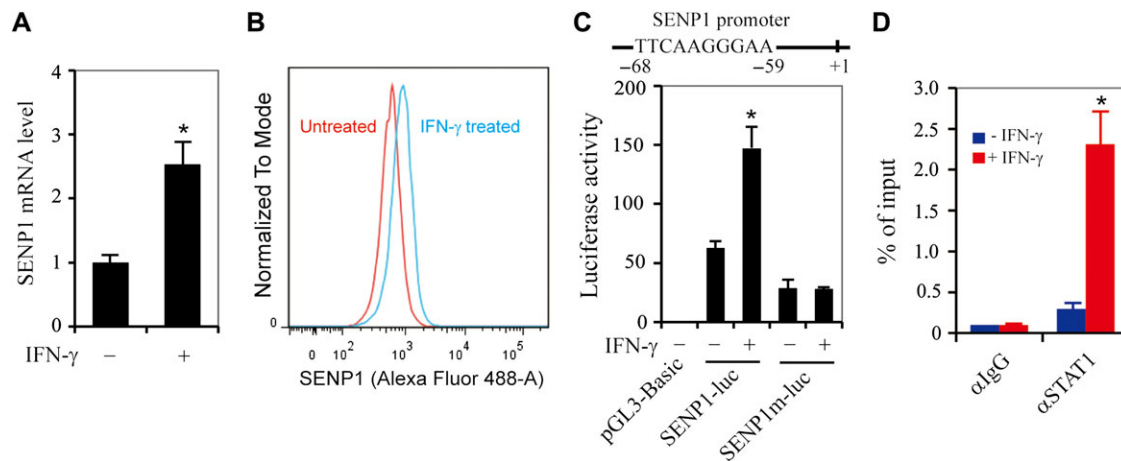 A
SENP1 mRNA level
4
3
2
1
0
*
IFN-γ – +
B
Normalized To Mode
0
Untreated
IFN-γ treated
0 10² 10³ 10⁴ 10⁵
SENP1 (Alexa Fluor 488-A)
C
SENP1 promoter
TTCAAGGGAA
–68 –59 +1
Luciferase activity
200
150
100
50
0
*
IFN-γ – – + – +
pGL3-Basic
SENP1-luc
SENP1m-luc
D
% of input
3.0
2.5
2.0
1.5
1.0
0.5
0
- IFN-γ
+ IFN-γ
*
αIgG
αSTAT1